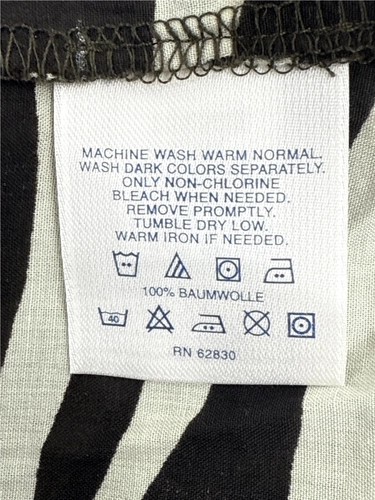 MACHINE WASH WARM NORMAL.
WASH DARK COLORS SEPARATELY.
ONLY NON-CHLORINE
BLEACH WHEN NEEDED.
REMOVE PROMPTLY.
TUMBLE DRY LOW.
WARM IRON IF NEEDED.
100% BAUMWOLLE
40
RN 62830